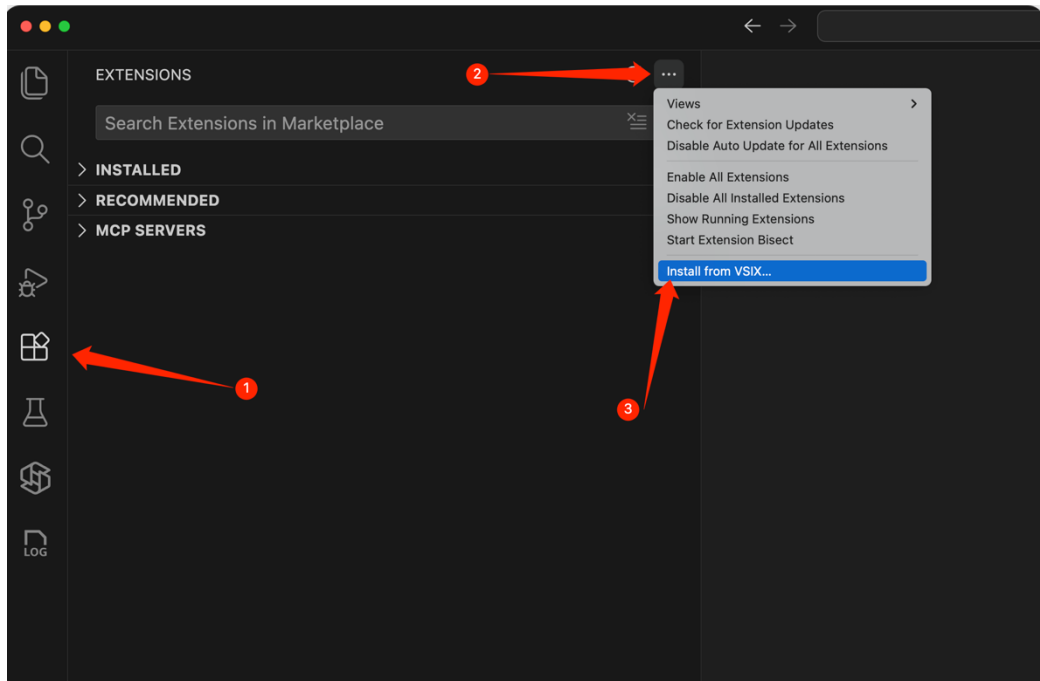 EXTENSIONS
2
...
Search Extensions in Marketplace
INSTALLED
RECOMMENDED
MCP SERVERS
Views
Check for Extension Updates
Disable Auto Update for All Extensions
Enable All Extensions
Disable All Installed Extensions
Show Running Extensions
Start Extension Bisect
Install from VSIX...
1
3
LOG